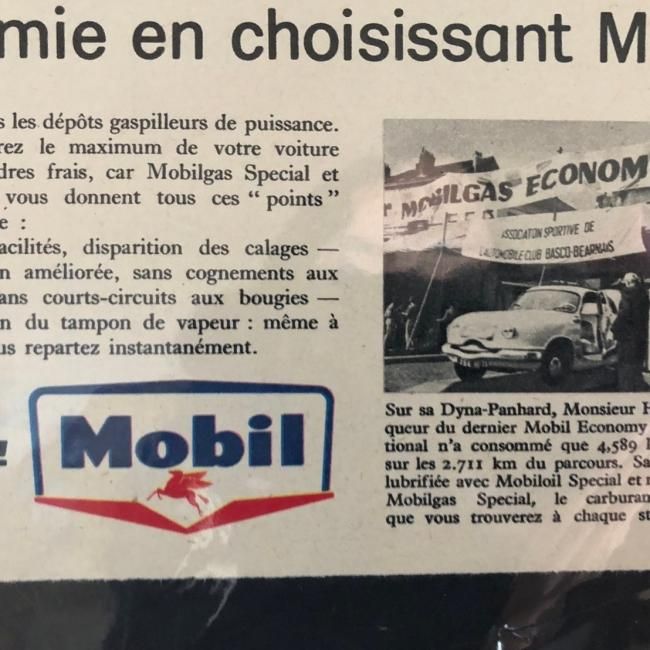 mie en choisissant M
s les dépôts gaspilleurs de puissance.
rez le maximum de votre voiture
dres frais, car Mobilgas Special et
vous donnent tous ces “ points ”
e :
acilités, disparition des calages —
n améliorée, sans cognements aux
ans courts-circuits aux bougies —
n du tampon de vapeur : même à
us repartez instantanément.
!
Mobil
MOBILGAS ECONOM
ASSOCIATON SPORTIVE DE
L'AUTOMOBILE CLUB BASCO-BEARNAIS
Sur sa Dyna-Panhard, Monsieur H
queur du dernier Mobil Economy
tional n'a consommé que 4,589 l
sur les 2.711 km du parcours. Sa
lubrifiée avec Mobiloil Special et
Mobilgas Special, le carburan
que vous trouverez à chaque st